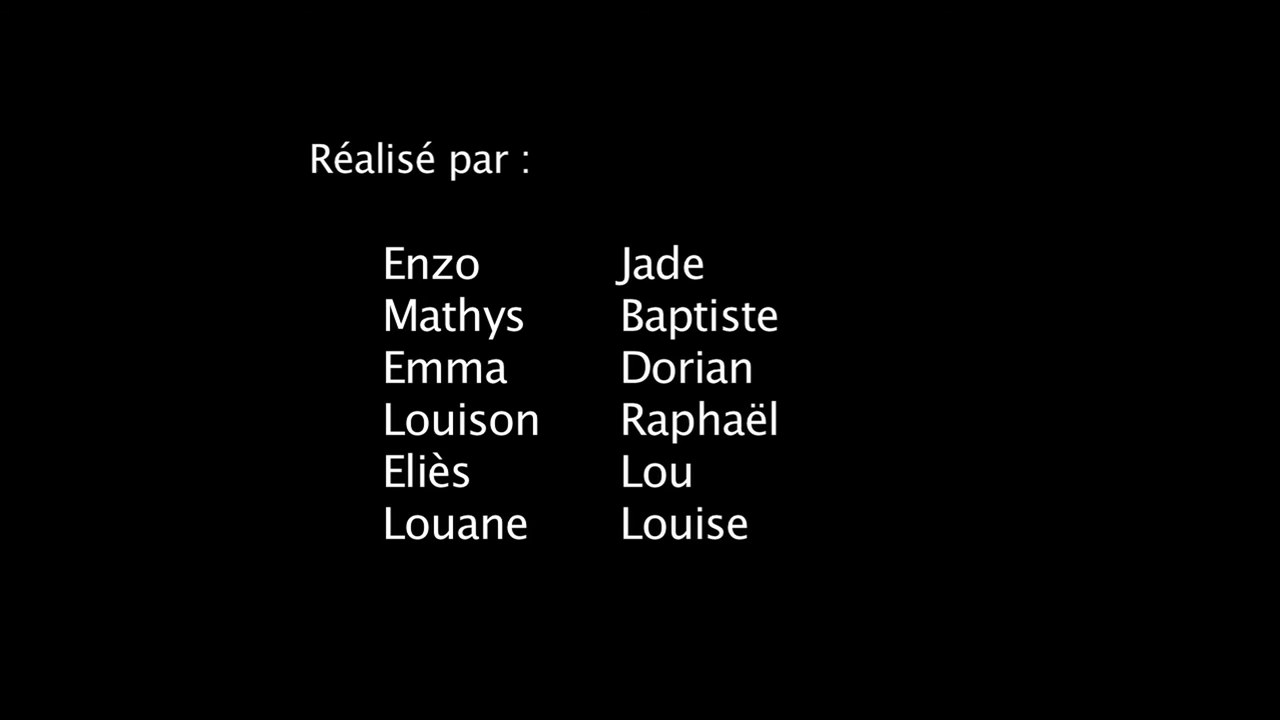 Réalisé par :
Enzo Jade
Mathys Baptiste
Emma Dorian
Louison Raphaël
Eliès Lou
Louane Louise